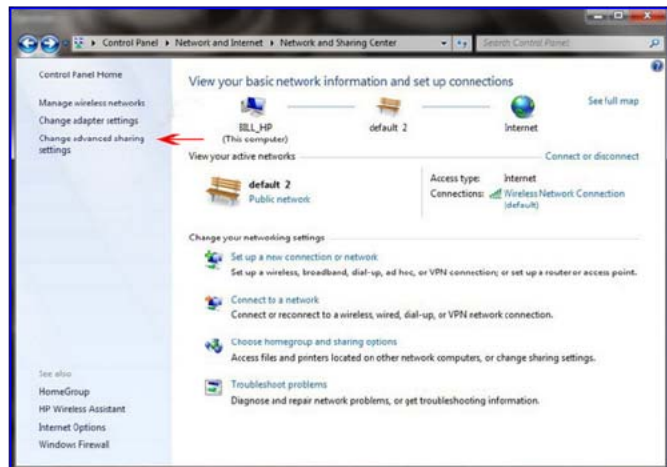 Control Panel ▸ Network and Internet ▸ Network and Sharing Center
Search Control Panel
Control Panel Home
Manage wireless networks
Change adapter settings
Change advanced sharing
settings
See also
HomeGroup
HP Wireless Assistant
Internet Options
Windows Firewall
View your basic network information and set up connections
BILL_HP
(This computer)
default 2
Internet
See full map
View your active networks
Connect or disconnect
default 2
Public network
Access type: Internet
Connections: Wireless Network Connection
(default)
Change your networking settings
Set up a new connection or network
Set up a wireless, broadband, dial-up, ad hoc, or VPN connection; or set up a router or access point.
Connect to a network
Connect or reconnect to a wireless, wired, dial-up, or VPN network connection.
Choose homegroup and sharing options
Access files and printers located on other network computers, or change sharing settings.
Troubleshoot problems
Diagnose and repair network problems, or get troubleshooting information.